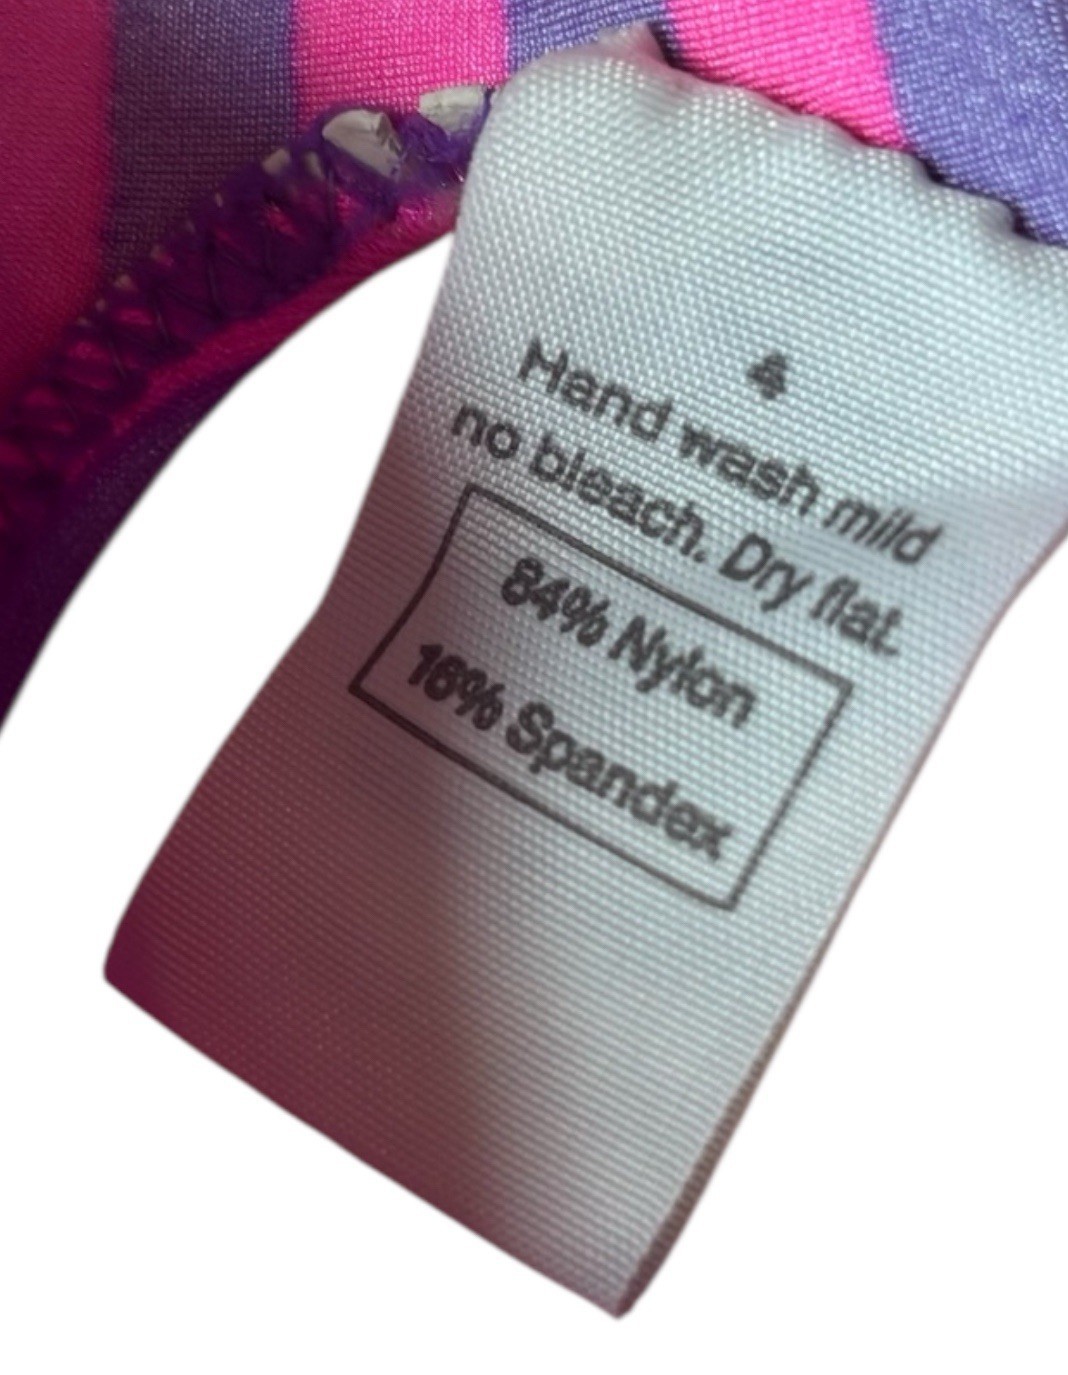 4
Hand wash mild
no bleach. Dry flat.
84% Nylon
16% Spandex